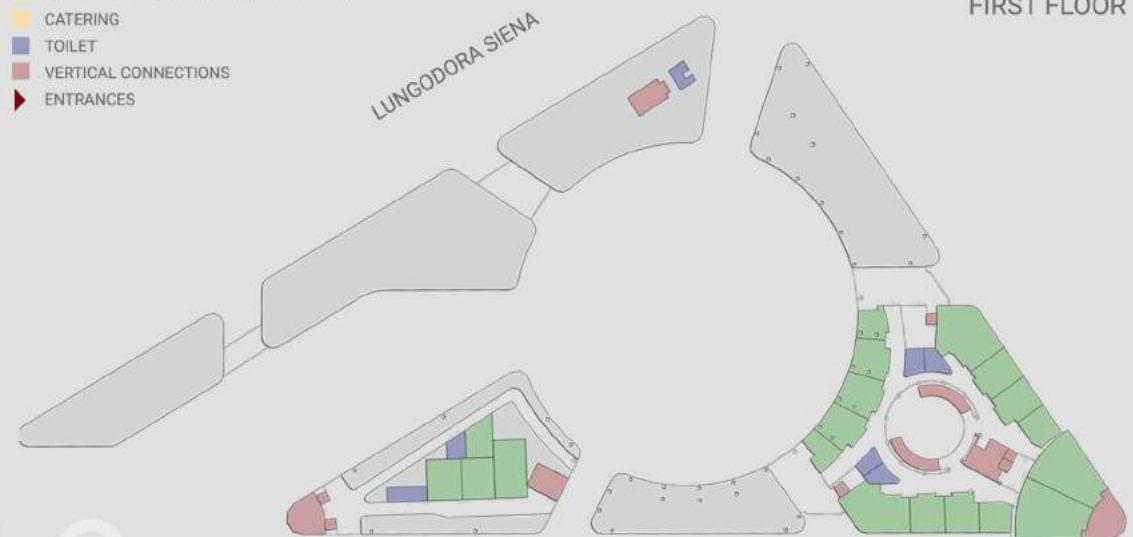 FIRST FLOOR
CATERING
TOILET
VERTICAL CONNECTIONS
ENTRANCES
LUNGODORA SIENA